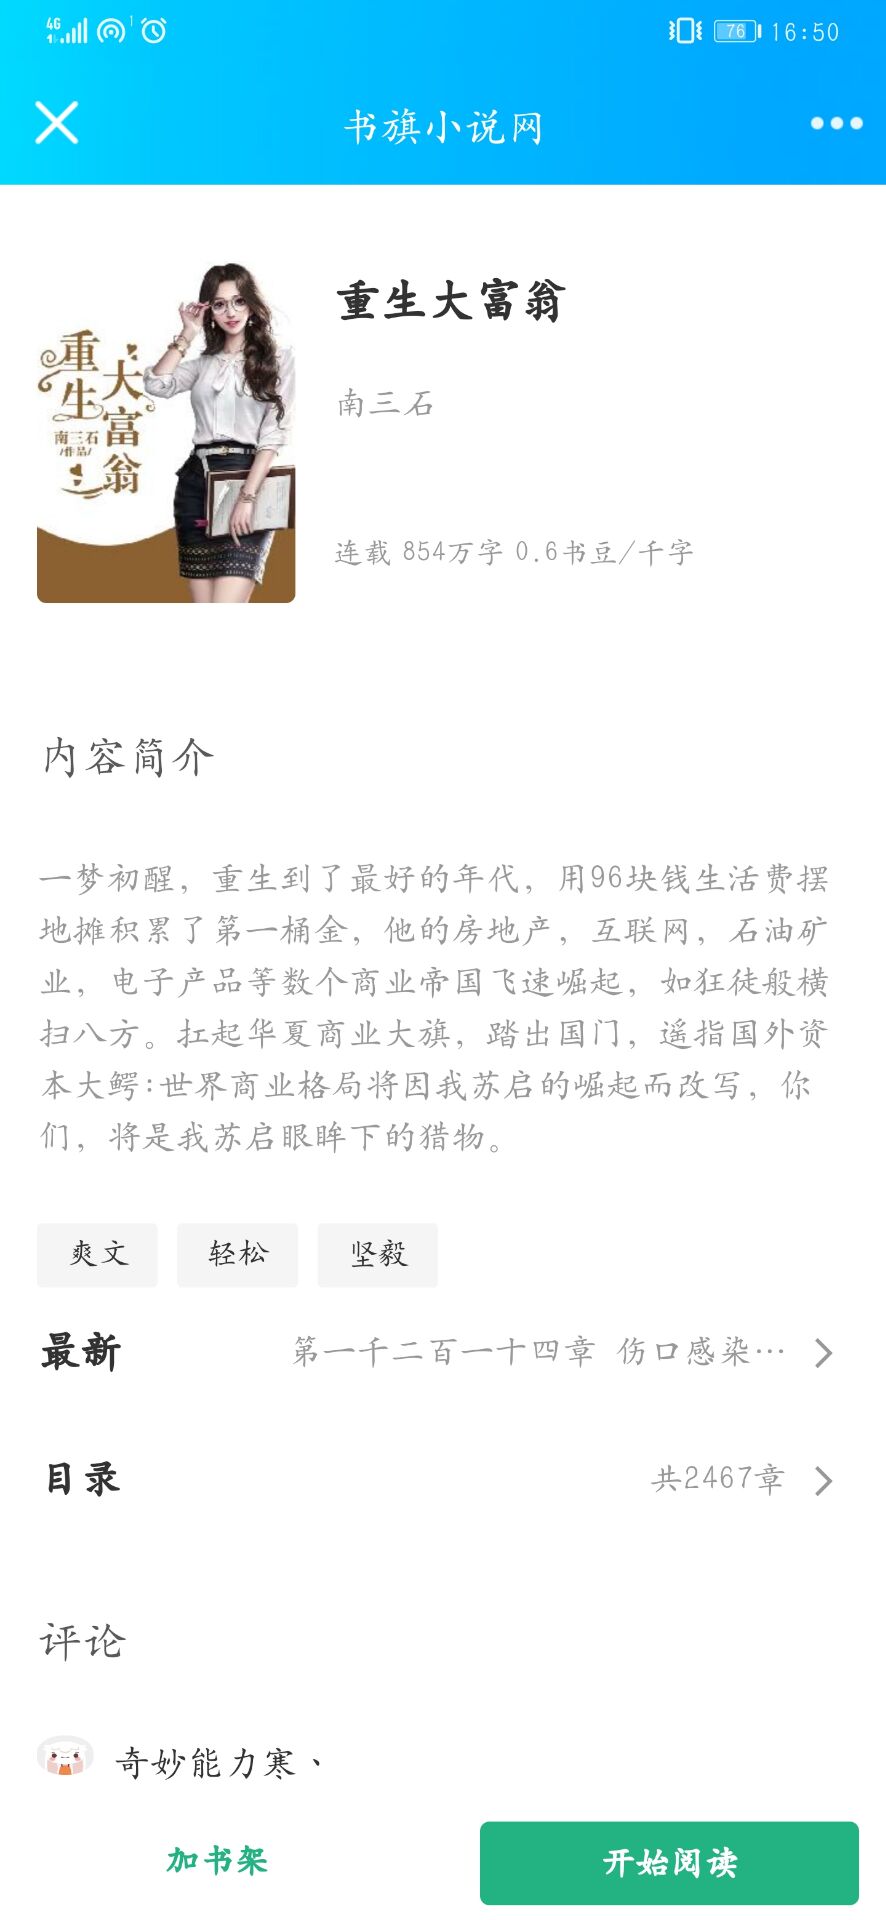 4G
1
76
16:50
书旗小说网
重生大富翁
南三石
/作品/
重生大富翁
南三石
连载 854万字 0.6书豆/千字
内容简介
一梦初醒，重生到了最好的年代，用96块钱生活费摆
地摊积累了第一桶金，他的房地产，互联网，石油矿
业，电子产品等数个商业帝国飞速崛起，如狂徒般横
扫八方。扛起华夏商业大旗，踏出国门，遥指国外资
本大鳄:世界商业格局将因我苏启的崛起而改写，你
们，将是我苏启眼眸下的猎物。
爽文 轻松 坚毅
最新 第一千二百一十四章 伤口感染…
目录 共2467章
评论
奇妙能力寒、
加书架 开始阅读